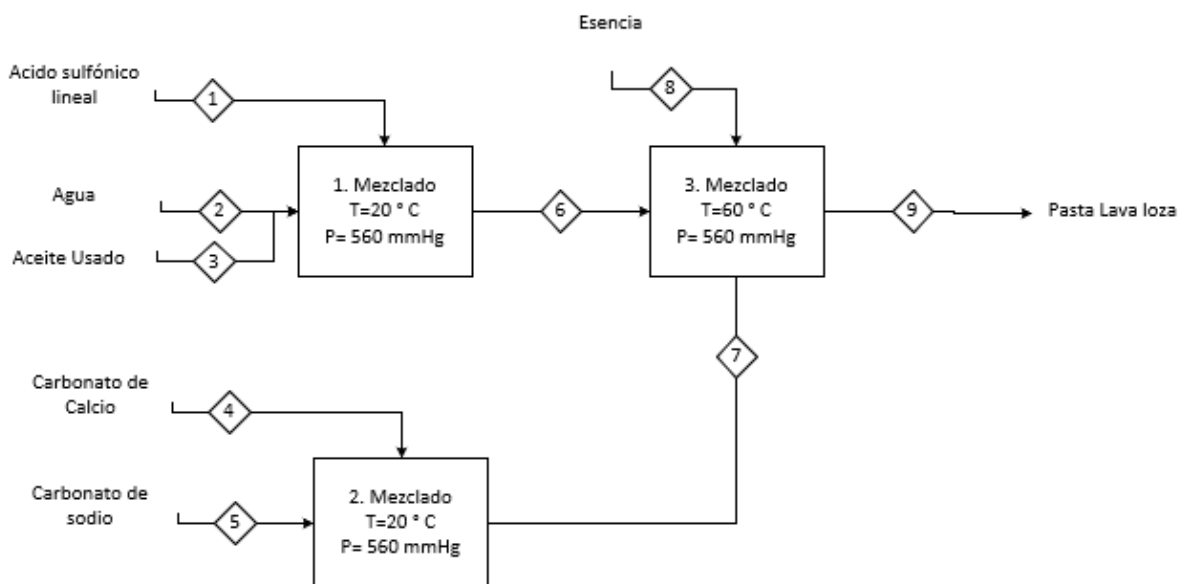 Esencia
Acido sulfónico
lineal
1
8
Agua
2
Aceite Usado
3
1. Mezclado
T=20 ° C
P= 560 mmHg
6
3. Mezclado
T=60 ° C
P= 560 mmHg
9
Pasta Lava loza
7
Carbonato de
Calcio
4
Carbonato de
sodio
5
2. Mezclado
T=20 ° C
P= 560 mmHg